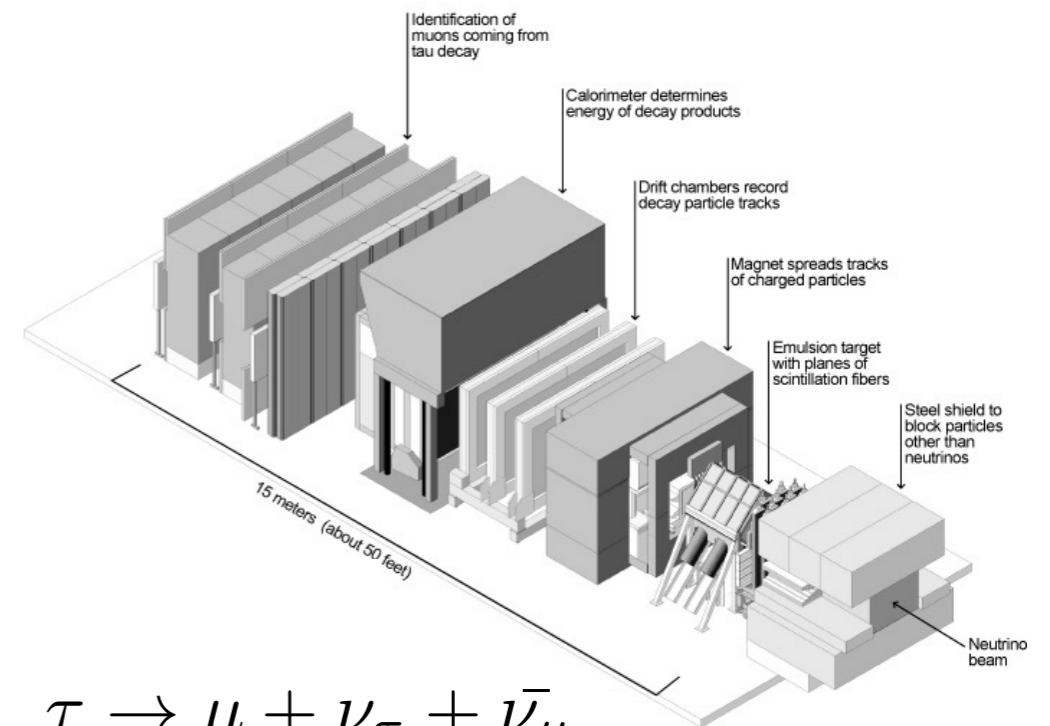 Identification of
muons coming from
tau decay
Calorimeter determines
energy of decay products
Drift chambers record
decay particle tracks
Magnet spreads tracks
of charged particles
Emulsion target
with planes of
scintillation fibers
Steel shield to
block particles
other than
neutrinos
15 meters (about 50 feet)
Neutrino
beam
τ → μ + ν_τ + ν̄_μ